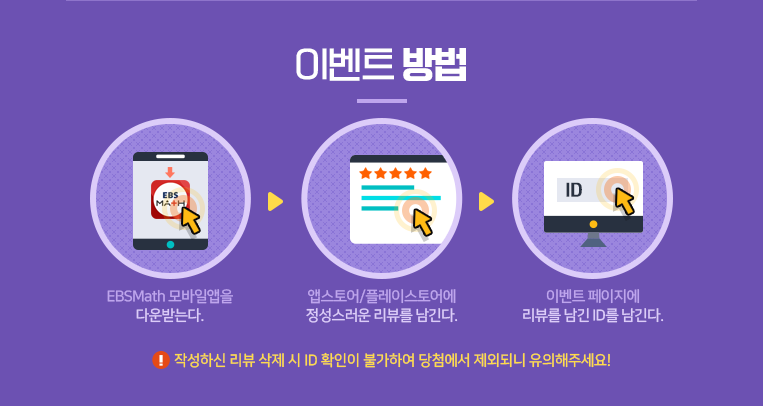 이벤트 방법
EBS
MATH
ID
EBSMath 모바일앱을
다운받는다.
앱스토어/플레이스토어에
정성스러운 리뷰를 남긴다.
이벤트 페이지에
리뷰를 남긴 ID를 남긴다.
! 작성하신 리뷰 삭제 시 ID 확인이 불가하여 당첨에서 제외되니 유의해주세요!